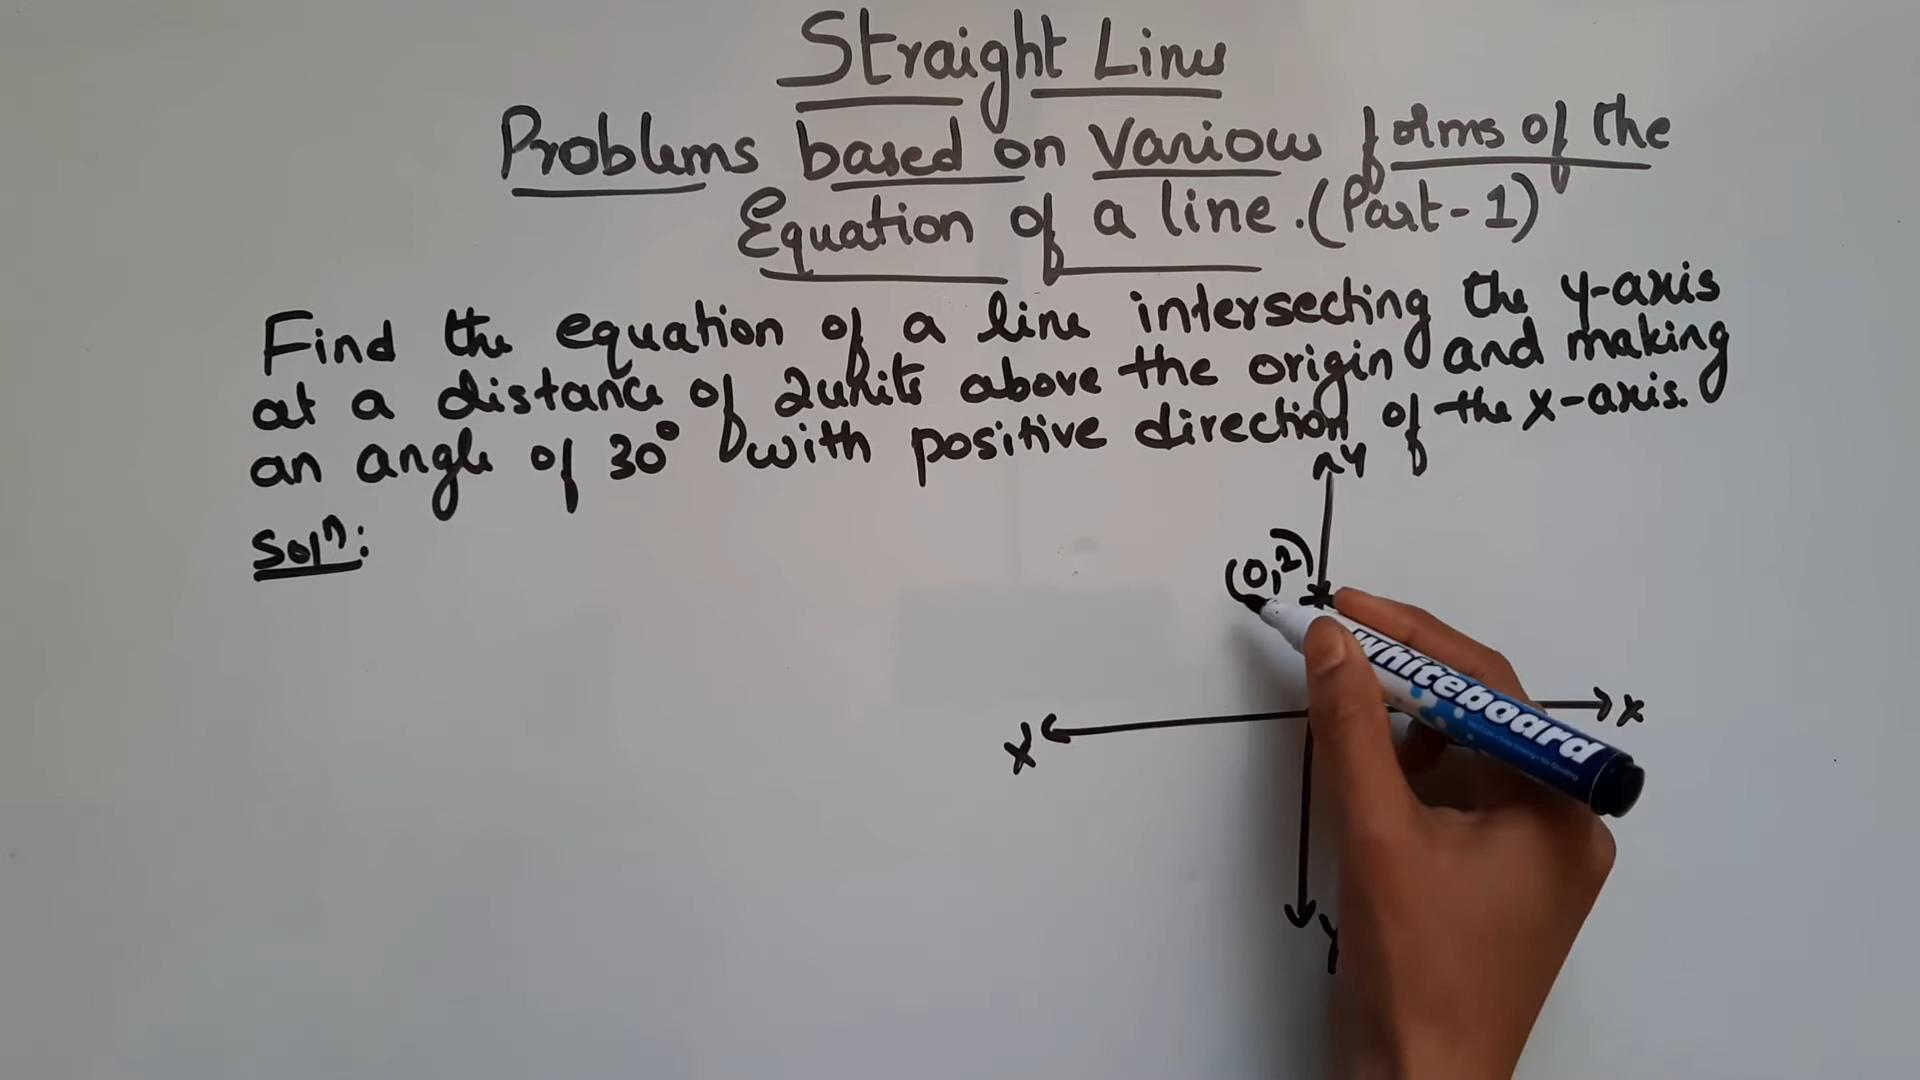 Straight Lines
Problems based on Various forms of the
Equation of a line. (Part-1)
Find the equation of a line intersecting the y-axis
at a distance of 2units above the origin and making
an angle of 30° with positive direction of the x-axis.
Solⁿ:
Y
(0,2)
whiteboard
X
X'
Y